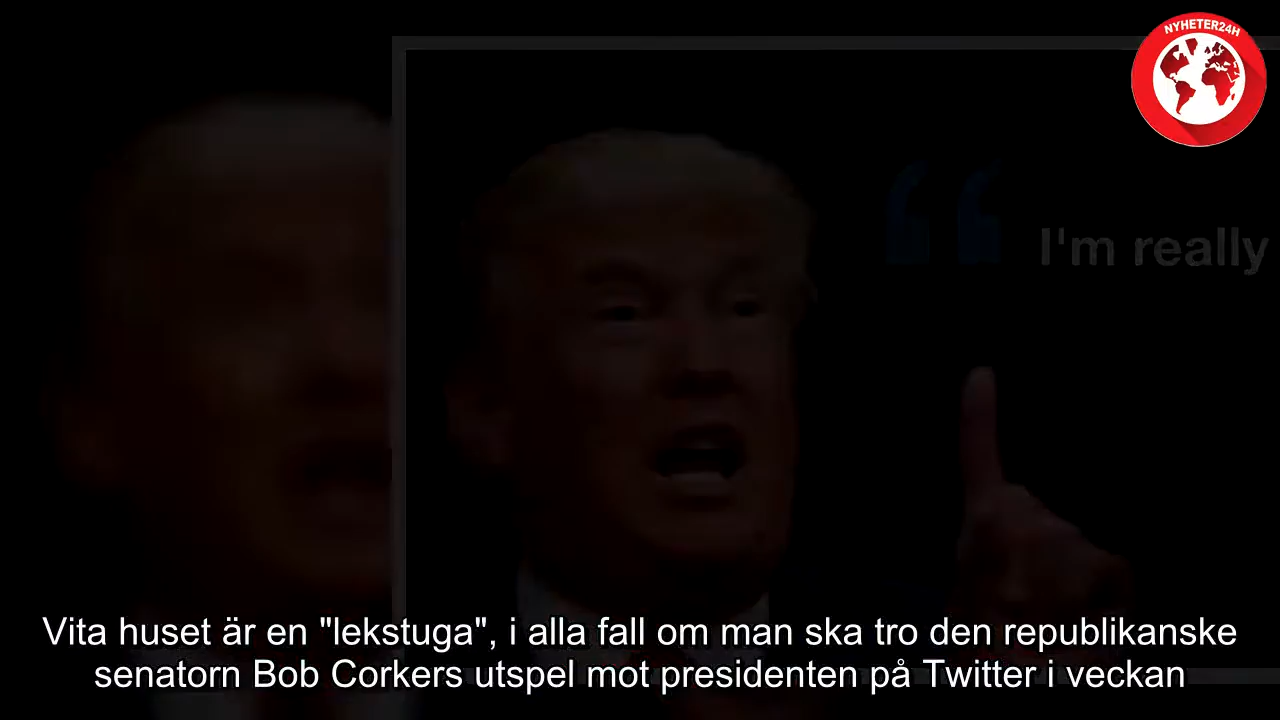 NYHETER24H
“ I'm really
Vita huset är en "lekstuga", i alla fall om man ska tro den republikanske
senatorn Bob Corkers utspel mot presidenten på Twitter i veckan